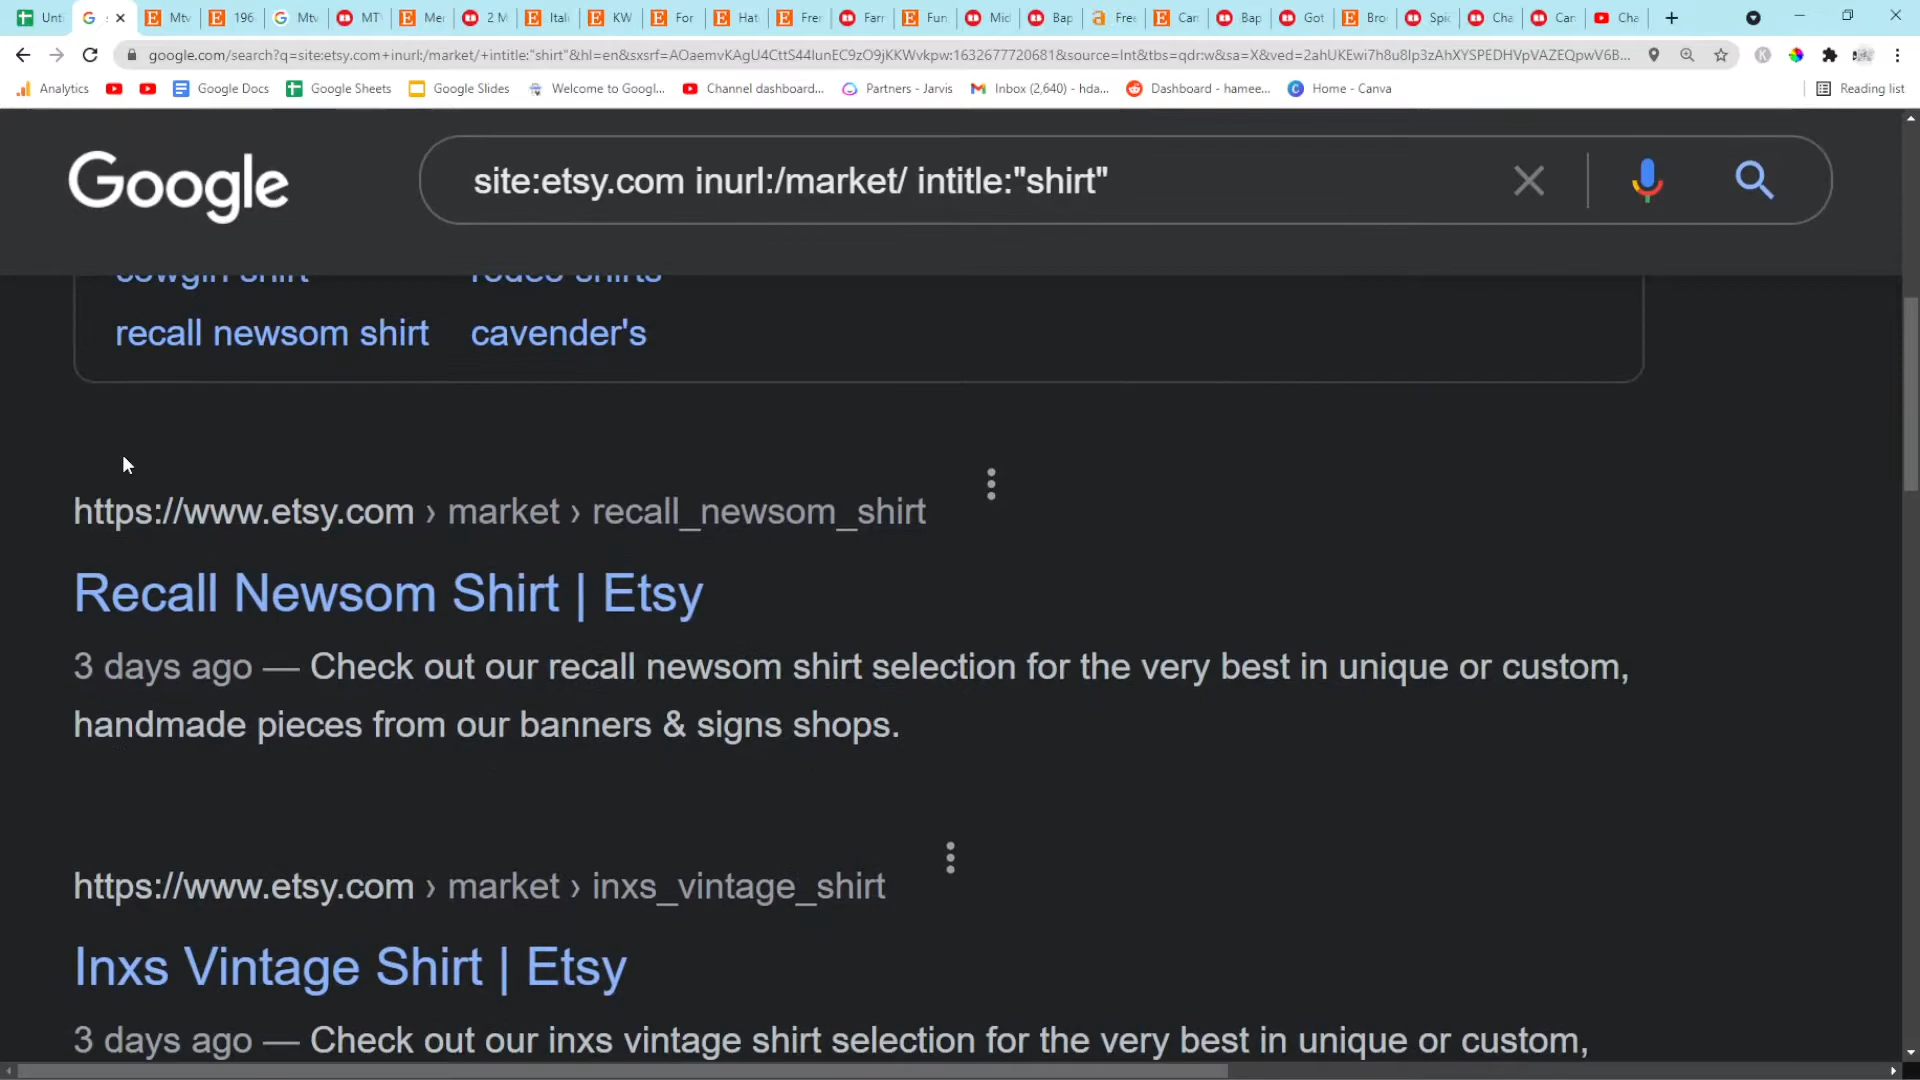 Unt Mtv 196 Mtv MT Mei 2 M Itali KW For Hat Frer Farr Fun Mid Bap Free Can Bap Got Bro Spic Cha Can Cha
google.com/search?q=site:etsy.com+inurl:/market/+intitle:"shirt"&hl=en&sxsrf=AOaemvKAgU4CttS44IunEC9zO9jKKWvkpw:1632677720681&source=lnt&tbs=qdr:w&sa=X&ved=2ahUKEwi7h8u8lp3zAhXYSPEDHVpVAZEQpwV6B...
Analytics Google Docs Google Sheets Google Slides Welcome to Googl... Channel dashboard... Partners - Jarvis Inbox (2,640) - hda... Dashboard - hamee... Home - Canva Reading list
Google site:etsy.com inurl:/market/ intitle:"shirt"
cowgirl shirt rodeo shirts
recall newsom shirt cavender's
https://www.etsy.com › market › recall_newsom_shirt
Recall Newsom Shirt | Etsy
3 days ago — Check out our recall newsom shirt selection for the very best in unique or custom,
handmade pieces from our banners & signs shops.
https://www.etsy.com › market › inxs_vintage_shirt
Inxs Vintage Shirt | Etsy
3 days ago — Check out our inxs vintage shirt selection for the very best in unique or custom,